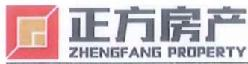 正方房产
ZHENGFANG PROPERTY